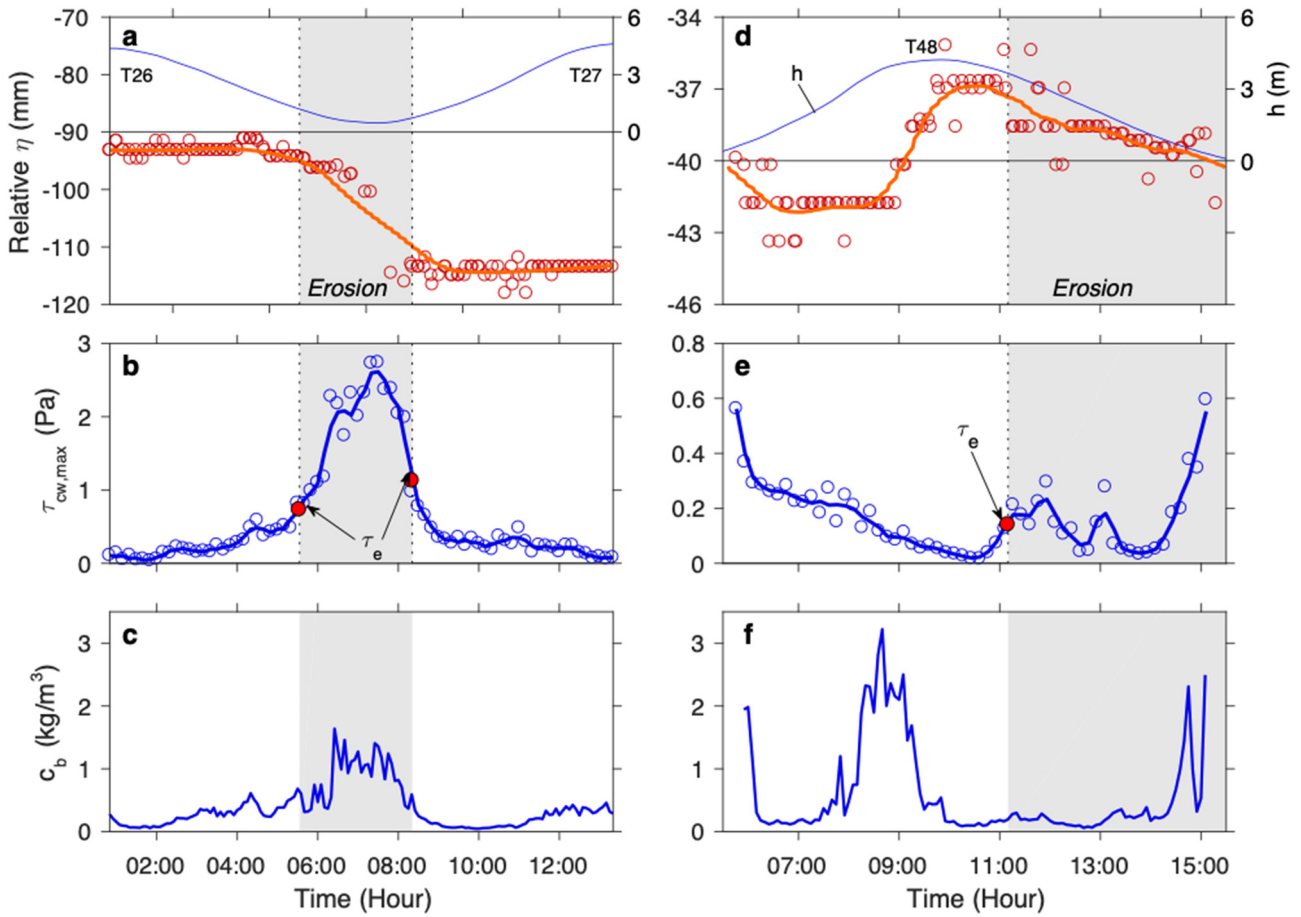 -70 a 6 -34 d 6
T26 T27 T48
-80 3 -37 h 3
Relative η (mm) h (m)
-90 0 -40 0
-100
-110 -43
-120 Erosion -46 Erosion
3 b 0.8 e
τcw,max (Pa)
2 0.6
τe
0.4
1
τe 0.2
0 0
c f
3 3
cb (kg/m3)
2 2
1 1
0 0
02:00 04:00 06:00 08:00 10:00 12:00 07:00 09:00 11:00 13:00 15:00
Time (Hour) Time (Hour)